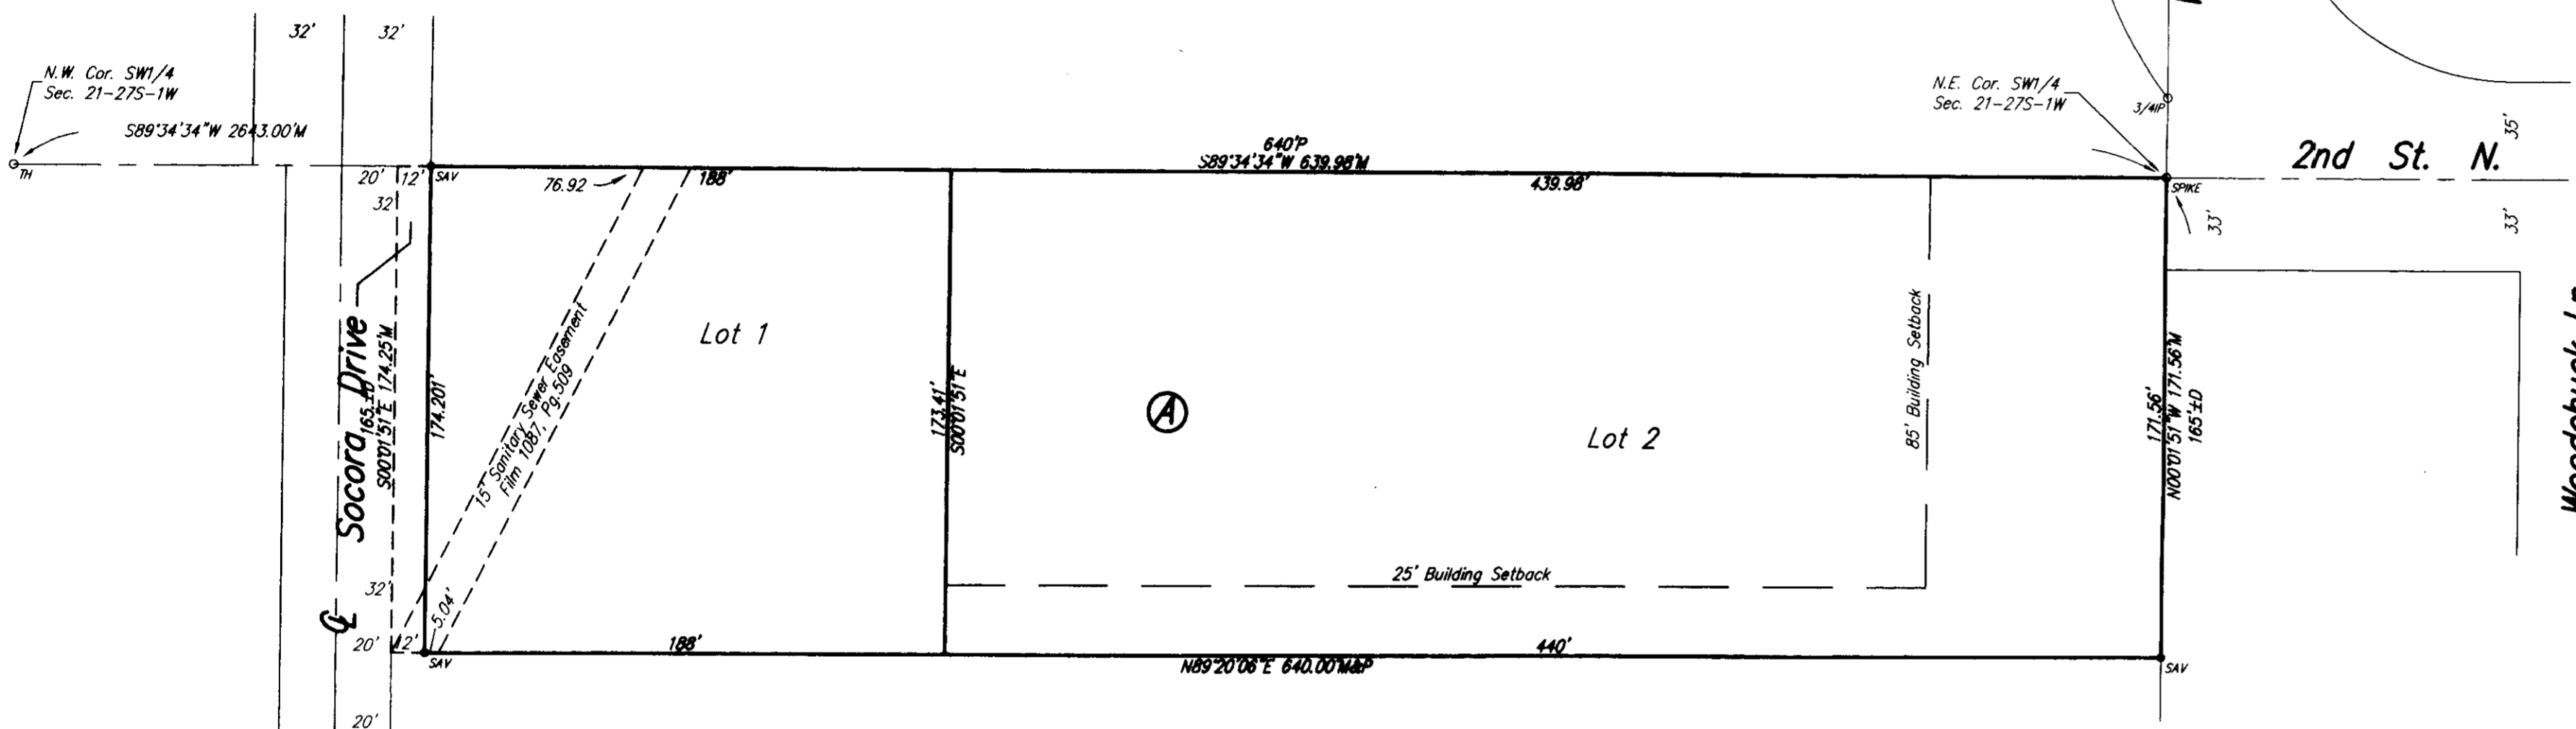 32'
32'
N.W. Cor. SW1/4
Sec. 21-27S-1W
S89°34'34"W 2643.00'M
TH
20'
12'
SAV
32'
76.92
188'
640'P
S89°34'34"W 639.98'M
439.98'
N.E. Cor. SW1/4
Sec. 21-27S-1W
3/4IP
35'
2nd St. N.
SPIKE
33'
33'
Socora Drive
165'±D
S00°01'51"E 174.25'M
174.201'
15' Sanitary Sewer Easement
Film 1087, Pg.509
Lot 1
173.41'
S00°01'51"E
A
Lot 2
85' Building Setback
171.56'
N00°01'51"W 171.56'M
165'±D
25' Building Setback
32'
℄
20'
12'
5.04'
SAV
188'
440'
N89°20'06"E 640.00'M&P
SAV
20'